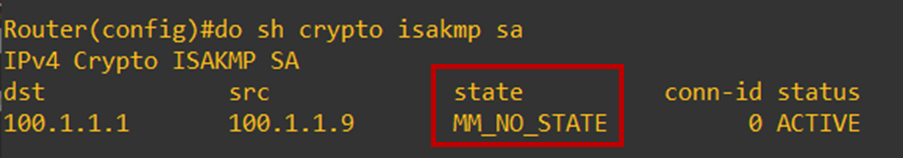 Router(config)#do sh crypto isakmp sa
IPv4 Crypto ISAKMP SA
dst src state conn-id status
100.1.1.1 100.1.1.9 MM_NO_STATE 0 ACTIVE